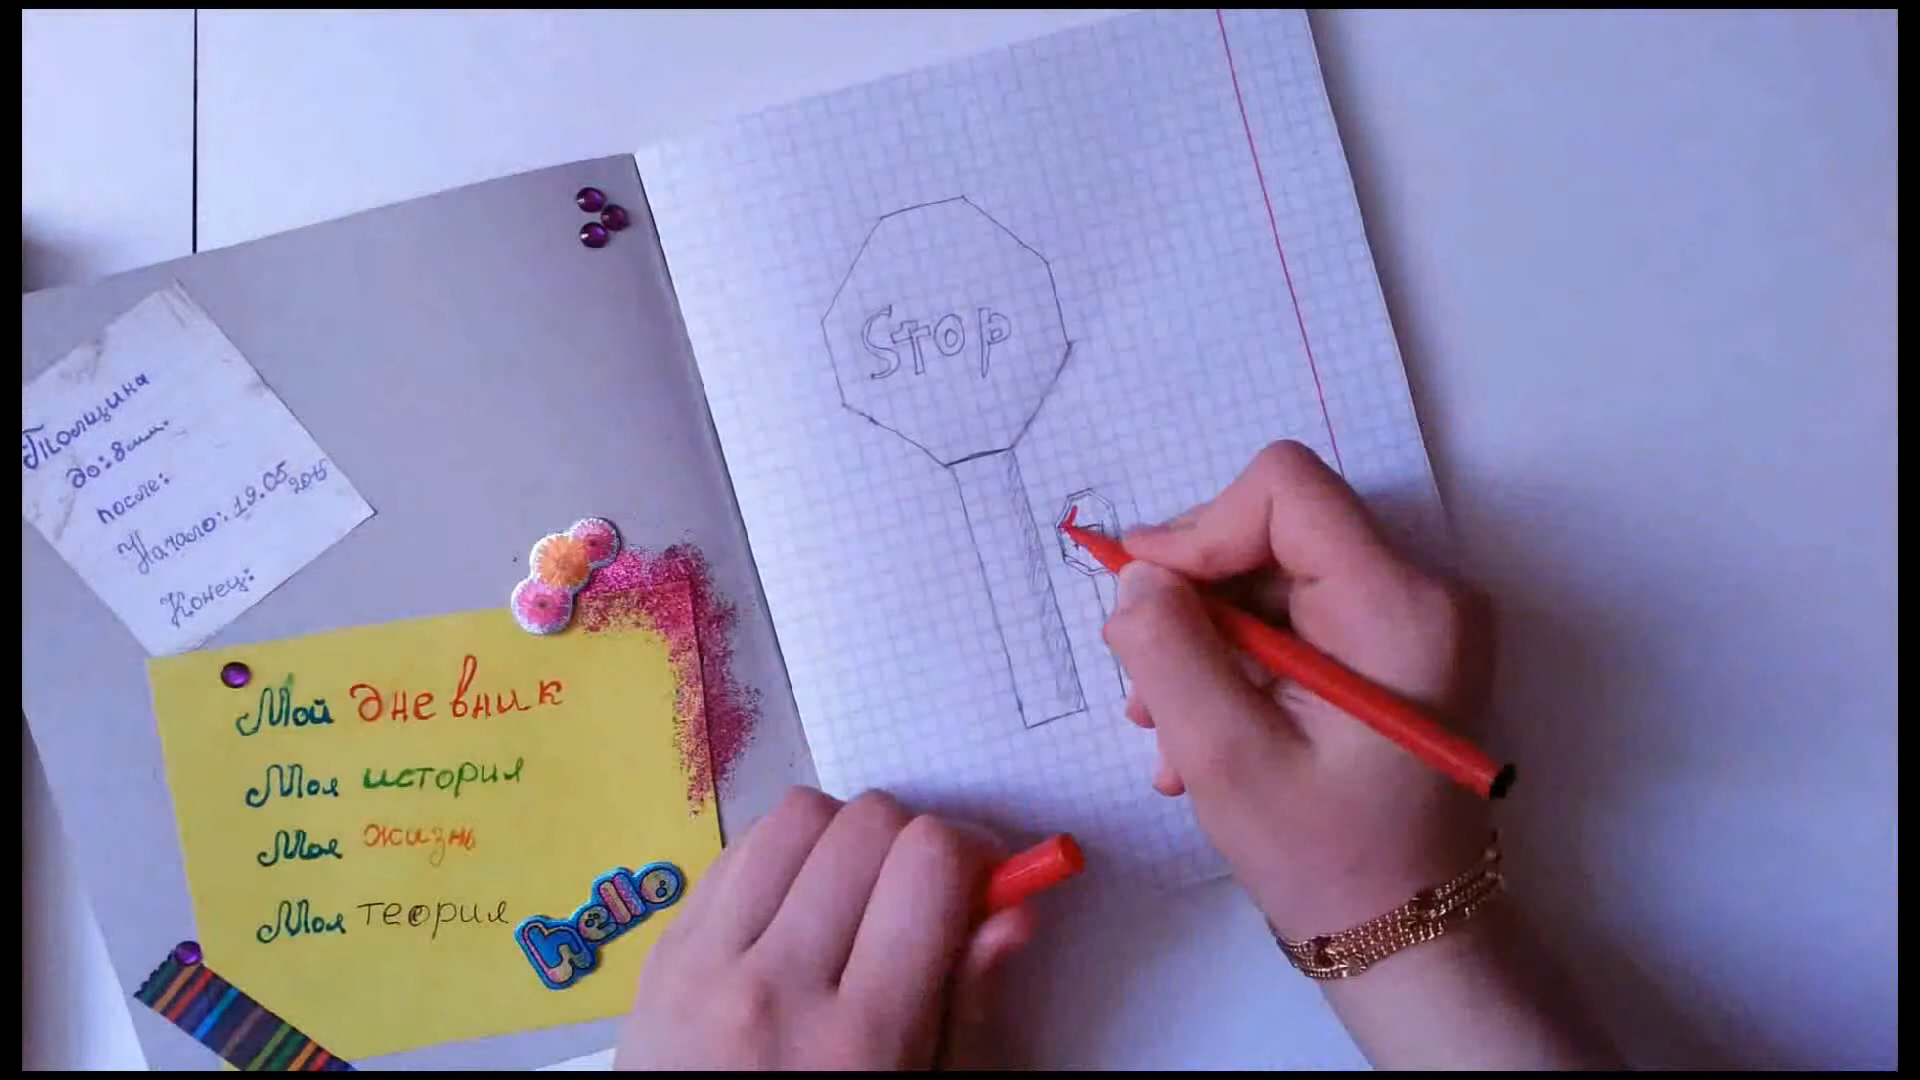 Толщина
до: 8мм.
после:
Начало: 19.05
2015
Конец:
Мой дневник
Моя история
Моя жизнь
Моя теория
hello
Stop